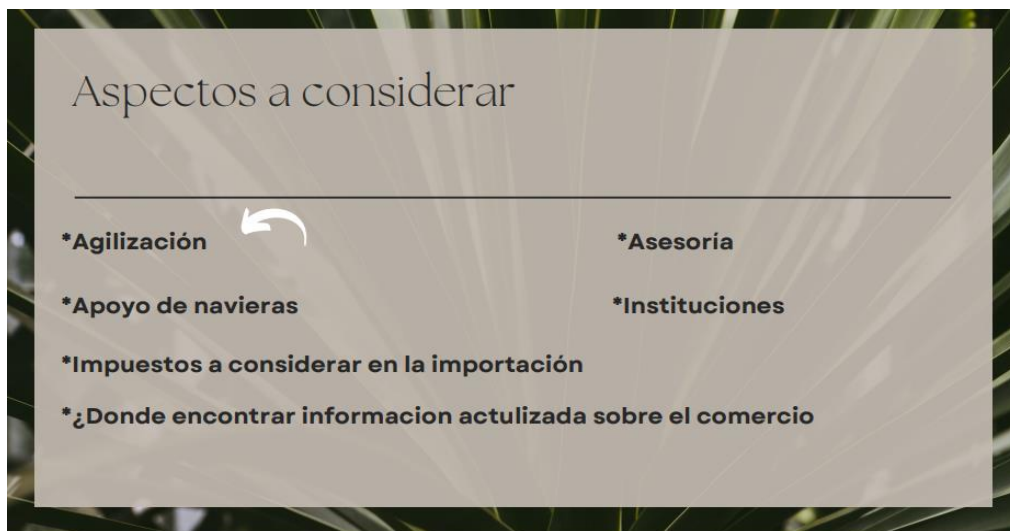 Aspectos a considerar
*Agilización
*Asesoría
*Apoyo de navieras
*Instituciones
*Impuestos a considerar en la importación
*¿Donde encontrar informacion actulizada sobre el comercio